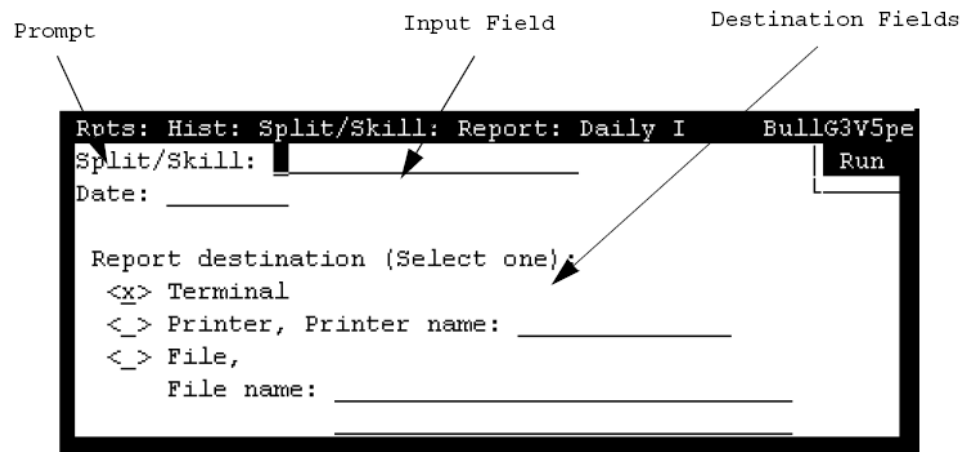 Prompt
Input Field
Destination Fields
Rpts: Hist: Split/Skill: Report: Daily I BullG3V5pe
Split/Skill: Run
Date:
Report destination (Select one):
<x> Terminal
<_> Printer, Printer name:
<_> File,
File name: